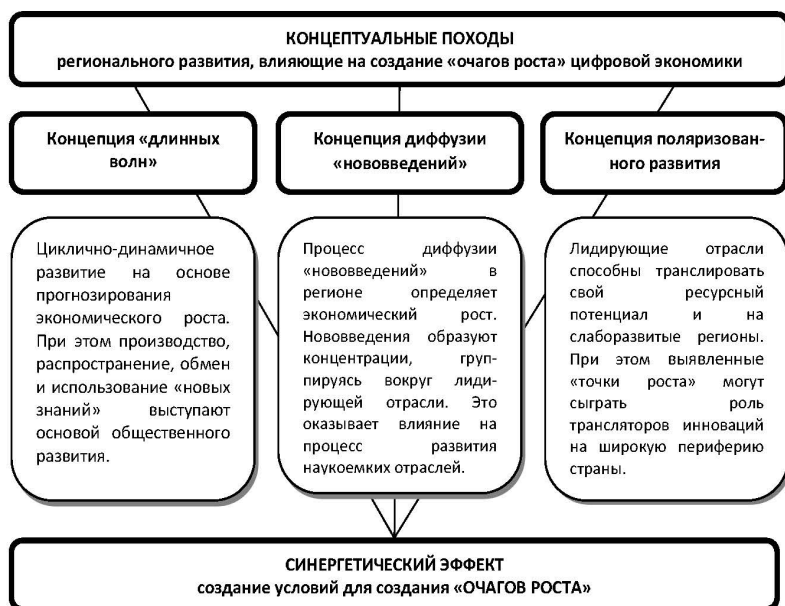 КОНЦЕПТУАЛЬНЫЕ ПОХОДЫ
регионального развития, влияющие на создание «очагов роста» цифровой экономики
Концепция «длинных
волн»
Концепция диффузии
«нововведений»
Концепция поляризован-
ного развития
Циклично-динамичное
развитие на основе
прогнозирования
экономического роста.
При этом производство,
распространение, обмен
и использование «новых
знаний» выступают
основой общественного
развития.
Процесс диффузии
«нововведений» в
регионе определяет
экономический рост.
Нововведения образуют
концентрации, груп-
пируясь вокруг лиди-
рующей отрасли. Это
оказывает влияние на
процесс развития
наукоемких отраслей.
Лидирующие отрасли
способны транслировать
свой ресурсный
потенциал и на
слаборазвитые регионы.
При этом выявленные
“точки роста” могут
сыграть роль
трансляторов инноваций
на широкую периферию
страны.
СИНЕРГЕТИЧЕСКИЙ ЭФФЕКТ
создание условий для создания «ОЧАГОВ РОСТА»